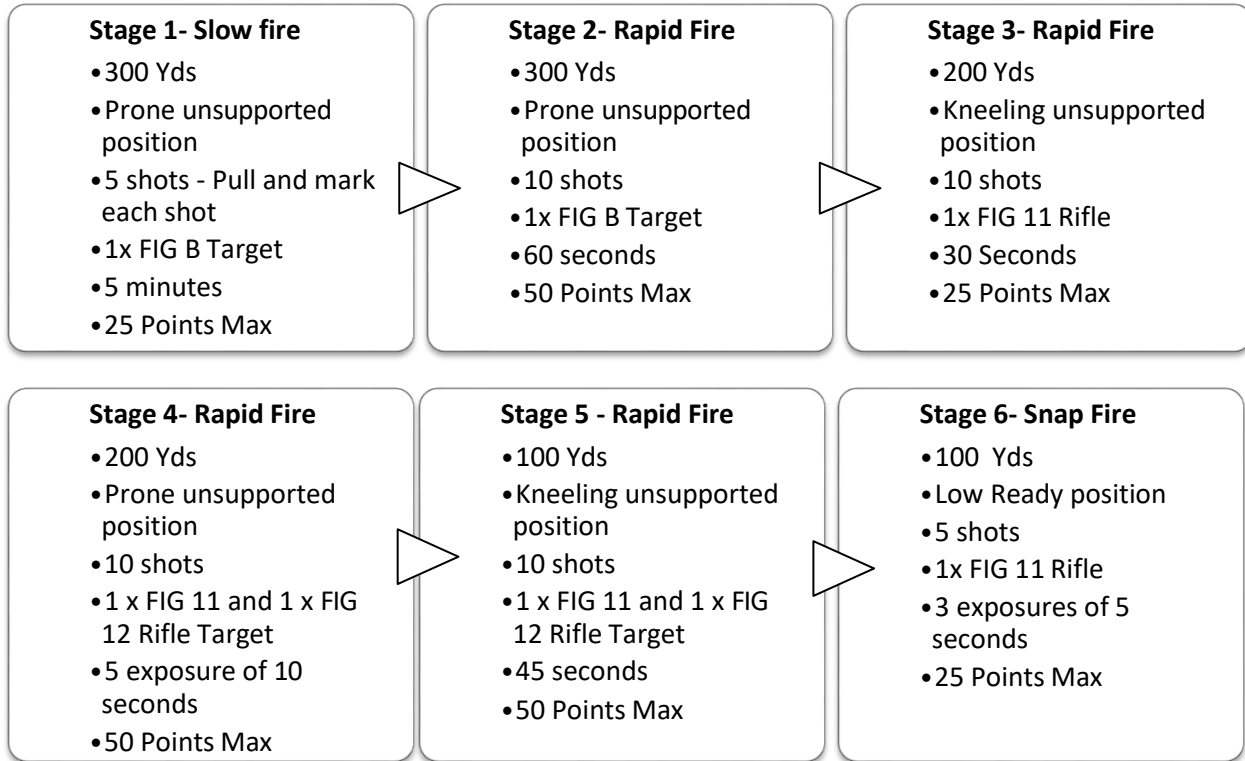 Stage 1- Slow fire
•300 Yds
•Prone unsupported
position
•5 shots - Pull and mark
each shot
•1x FIG B Target
•5 minutes
•25 Points Max
Stage 2- Rapid Fire
•300 Yds
•Prone unsupported
position
•10 shots
•1x FIG B Target
•60 seconds
•50 Points Max
Stage 3- Rapid Fire
•200 Yds
•Kneeling unsupported
position
•10 shots
•1x FIG 11 Rifle
•30 Seconds
•25 Points Max
Stage 4- Rapid Fire
•200 Yds
•Prone unsupported
position
•10 shots
•1 x FIG 11 and 1 x FIG
12 Rifle Target
•5 exposure of 10
seconds
•50 Points Max
Stage 5 - Rapid Fire
•100 Yds
•Kneeling unsupported
position
•10 shots
•1 x FIG 11 and 1 x FIG
12 Rifle Target
•45 seconds
•50 Points Max
Stage 6- Snap Fire
•100 Yds
•Low Ready position
•5 shots
•1x FIG 11 Rifle
•3 exposures of 5
seconds
•25 Points Max